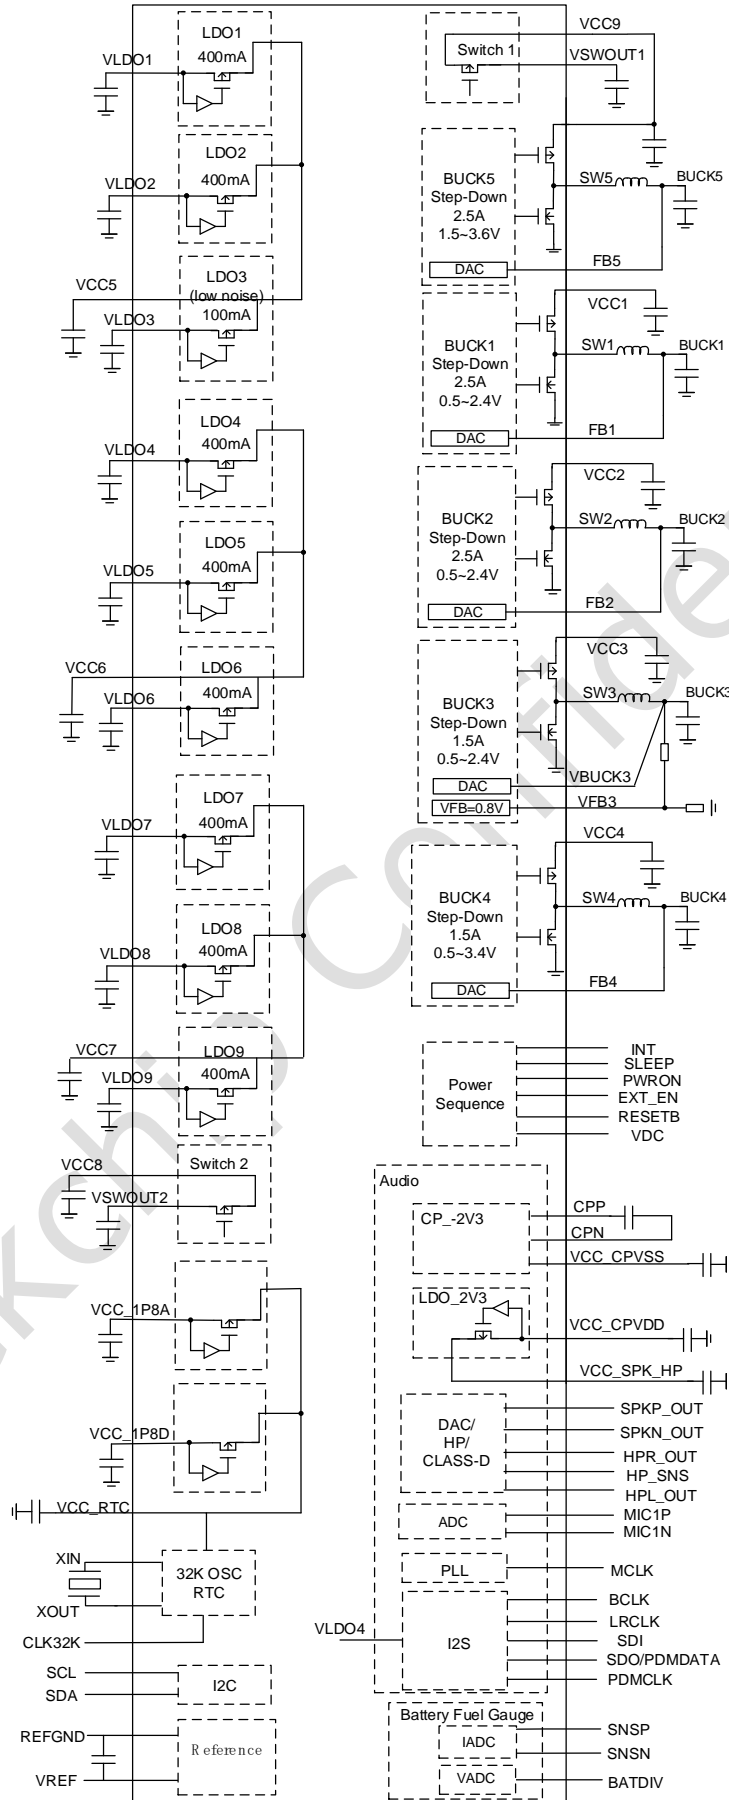 LDO1
400mA
VLDO1
LDO2
400mA
VLDO2
LDO3
(low noise)
100mA
VCC5
VLDO3
LDO4
400mA
VLDO4
LDO5
400mA
VLDO5
LDO6
400mA
VCC6
VLDO6
LDO7
400mA
VLDO7
LDO8
400mA
VLDO8
LDO9
400mA
VCC7
VLDO9
Switch 2
VCC8
VSWOUT2
VCC_1P8A
VCC_1P8D
VCC_RTC
XIN
XOUT
32K OSC
RTC
CLK32K
SCL
SDA
I2C
REFGND
VREF
Reference
Switch 1
VCC9
VSWOUT1
BUCK5
Step-Down
2.5A
1.5~3.6V
DAC
SW5
BUCK5
FB5
BUCK1
Step-Down
2.5A
0.5~2.4V
DAC
VCC1
SW1
BUCK1
FB1
BUCK2
Step-Down
2.5A
0.5~2.4V
DAC
VCC2
SW2
BUCK2
FB2
BUCK3
Step-Down
1.5A
0.5~2.4V
DAC
VFB=0.8V
VCC3
SW3
BUCK3
VBUCK3
VFB3
BUCK4
Step-Down
1.5A
0.5~3.4V
DAC
VCC4
SW4
BUCK4
FB4
Power
Sequence
INT
SLEEP
PWRON
EXT_EN
RESETB
VDC
Audio
CP_-2V3
CPP
CPN
VCC_CPVSS
LDO_2V3
VCC_CPVDD
VCC_SPK_HP
DAC/
HP/
CLASS-D
SPKP_OUT
SPKN_OUT
HPR_OUT
HP_SNS
HPL_OUT
ADC
MIC1P
MIC1N
PLL
MCLK
VLDO4
I2S
BCLK
LRCLK
SDI
SDO/PDMDATA
PDMCLK
Battery Fuel Gauge
IADC
VADC
SNSP
SNSN
BATDIV